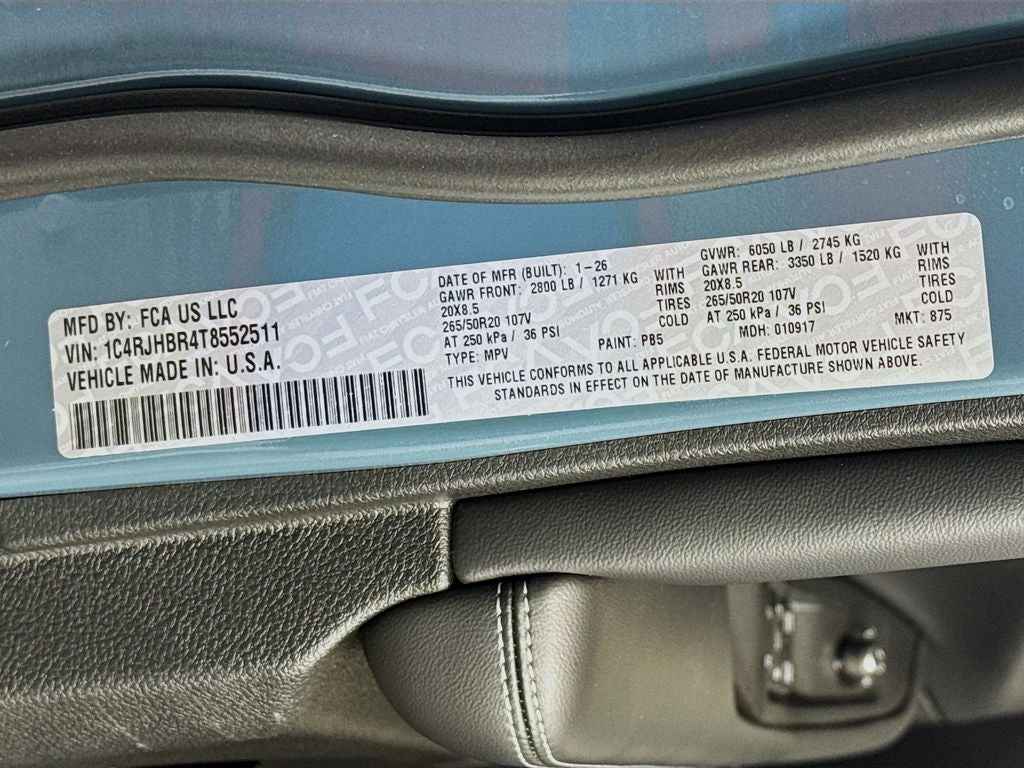 MFD BY: FCA US LLC
VIN: 1C4RJHBR4T8552511
VEHICLE MADE IN: U.S.A.
DATE OF MFR (BUILT): 1-26
GAWR FRONT: 2800 LB / 1271 KG WITH
20X8.5 RIMS
265/50R20 107V TIRES
AT 250 kPa / 36 PSI COLD
TYPE: MPV PAINT: PB5
GVWR: 6050 LB / 2745 KG
GAWR REAR: 3350 LB / 1520 KG WITH
20X8.5 RIMS
265/50R20 107V TIRES
AT 250 kPa / 36 PSI COLD
MDH: 010917 MKT: 875
THIS VEHICLE CONFORMS TO ALL APPLICABLE U.S.A. FEDERAL MOTOR VEHICLE SAFETY
STANDARDS IN EFFECT ON THE DATE OF MANUFACTURE SHOWN ABOVE.